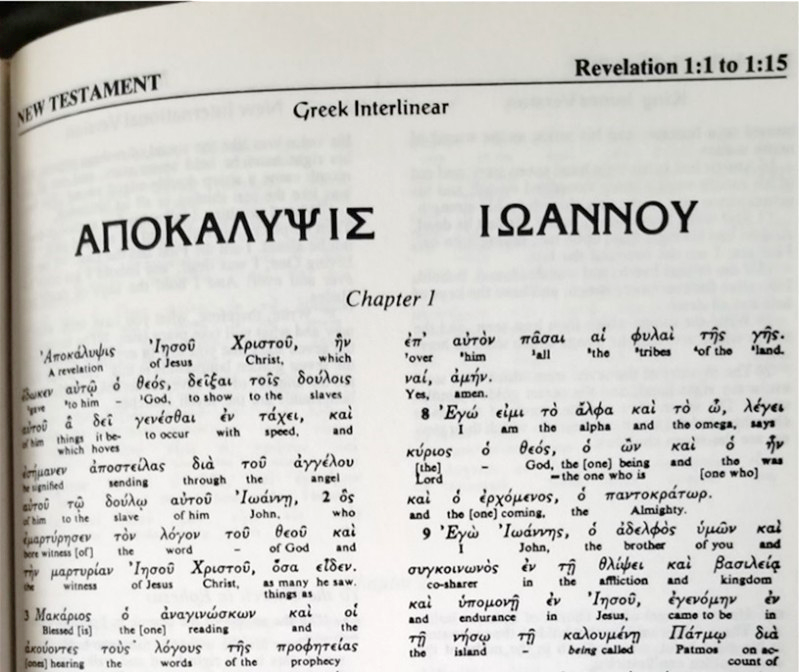 NEW TESTAMENT
Revelation 1:1 to 1:15
Greek Interlinear
ΑΠΟΚΑΛΥΨΙΣ ΙΩΑΝΝΟΥ
Chapter 1
Ἀποκάλυψις Ἰησοῦ Χριστοῦ, ἣν
A revelation of Jesus Christ, which
ἔδωκεν αὐτῷ ὁ θεός, δεῖξαι τοῖς δούλοις
²gave ³to him – ¹God, to show to the slaves
αὐτοῦ ἃ δεῖ γενέσθαι ἐν τάχει, καὶ
of him things it be- to occur with speed, and
which hoves
ἐσήμανεν ἀποστείλας διὰ τοῦ ἀγγέλου
he signified sending through the angel
αὐτοῦ τῷ δούλῳ αὐτοῦ Ἰωάννῃ, 2 ὃς
of him to the slave of him John, who
ἐμαρτύρησεν τὸν λόγον τοῦ θεοῦ καὶ
bore witness [of] the word – of God and
τὴν μαρτυρίαν Ἰησοῦ Χριστοῦ, ὅσα εἶδεν.
the witness of Jesus Christ, as many he saw.
things as
3 Μακάριος ὁ ἀναγινώσκων καὶ οἱ
Blessed [is] the [one] reading and the
ἀκούοντες τοὺς λόγους τῆς προφητείας
[ones] hearing the words of the prophecy
ἐπ᾽ αὐτὸν πᾶσαι αἱ φυλαὶ τῆς γῆς.
over him all the tribes of the land.
ναί, ἀμήν.
Yes, amen.
8 Ἐγώ εἰμι τὸ ἄλφα καὶ τὸ ὦ, λέγει
I am the alpha and the omega, says
κύριος ὁ θεός, ὁ ὢν καὶ ὁ ἦν
[the] – God, the [one] being and the was
Lord –the one who is [one who]
καὶ ὁ ἐρχόμενος, ὁ παντοκράτωρ.
and the [one] coming, the Almighty.
9 Ἐγὼ Ἰωάννης, ὁ ἀδελφὸς ὑμῶν καὶ
I John, the brother of you and
συγκοινωνὸς ἐν τῇ θλίψει καὶ βασιλείᾳ
co-sharer in the affliction and kingdom
καὶ ὑπομονῇ ἐν Ἰησοῦ, ἐγενόμην ἐν
and endurance in Jesus, came to be in
τῇ νήσῳ τῇ καλουμένῃ Πάτμῳ διὰ
the island – being called Patmos on ac-
count of